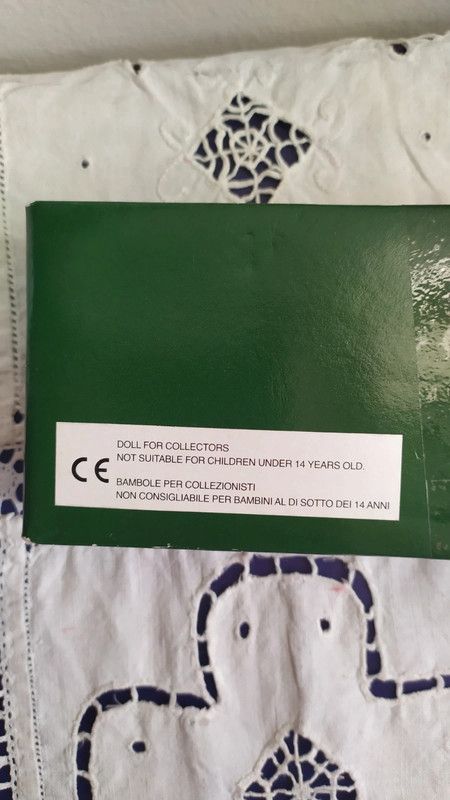 CE
DOLL FOR COLLECTORS
NOT SUITABLE FOR CHILDREN UNDER 14 YEARS OLD.
BAMBOLE PER COLLEZIONISTI
NON CONSIGLIABILE PER BAMBINI AL DI SOTTO DEI 14 ANNI